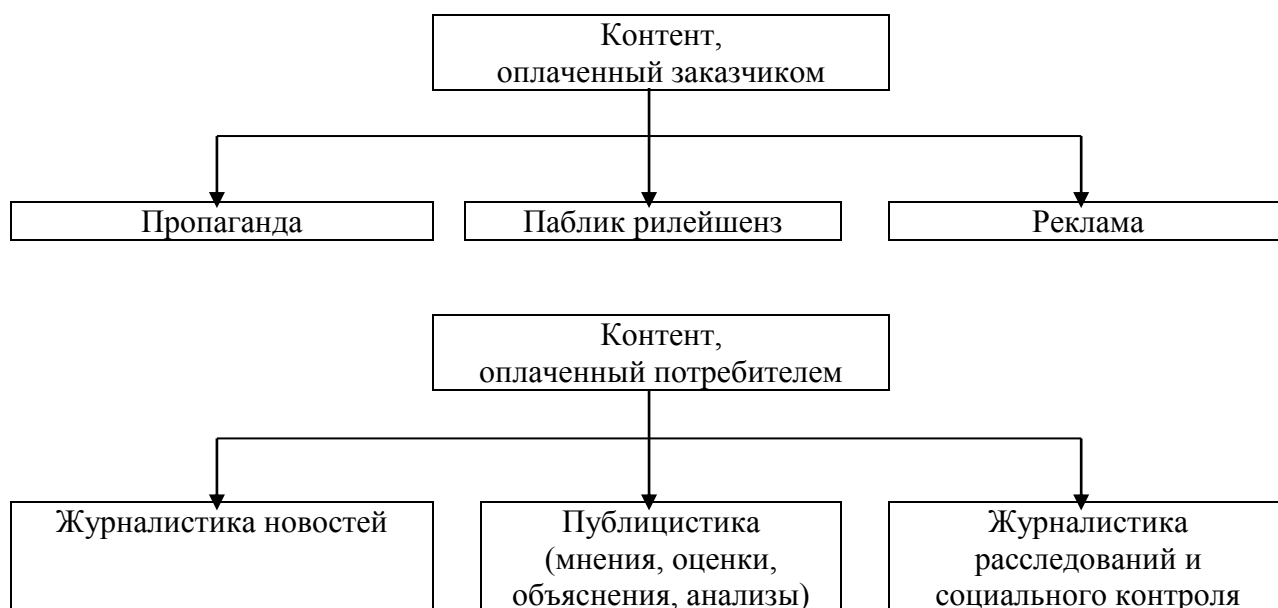 Контент,
оплаченный заказчиком
Пропаганда
Паблик рилейшенз
Реклама
Контент,
оплаченный потребителем
Журналистика новостей
Публицистика
(мнения, оценки,
объяснения, анализы)
Журналистика
расследований и
социального контроля